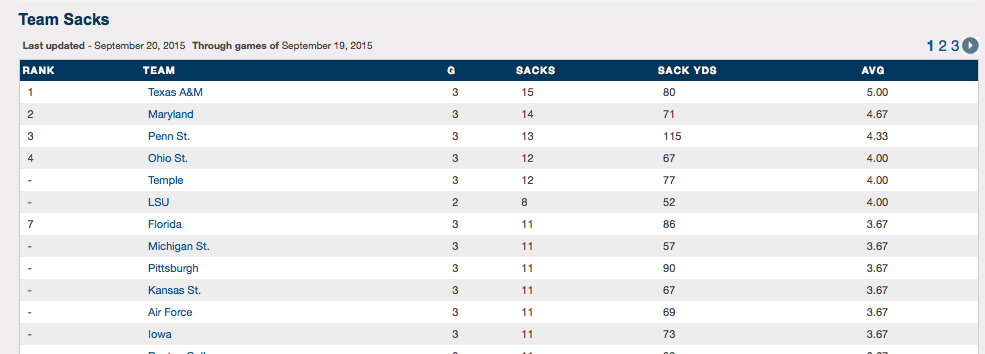 Team Sacks
Last updated - September 20, 2015 Through games of September 19, 2015 1 2 3
RANK TEAM G SACKS SACK YDS AVG
1 Texas A&M 3 15 80 5.00
2 Maryland 3 14 71 4.67
3 Penn St. 3 13 115 4.33
4 Ohio St. 3 12 67 4.00
- Temple 3 12 77 4.00
- LSU 2 8 52 4.00
7 Florida 3 11 86 3.67
- Michigan St. 3 11 57 3.67
- Pittsburgh 3 11 90 3.67
- Kansas St. 3 11 67 3.67
- Air Force 3 11 69 3.67
- Iowa 3 11 73 3.67